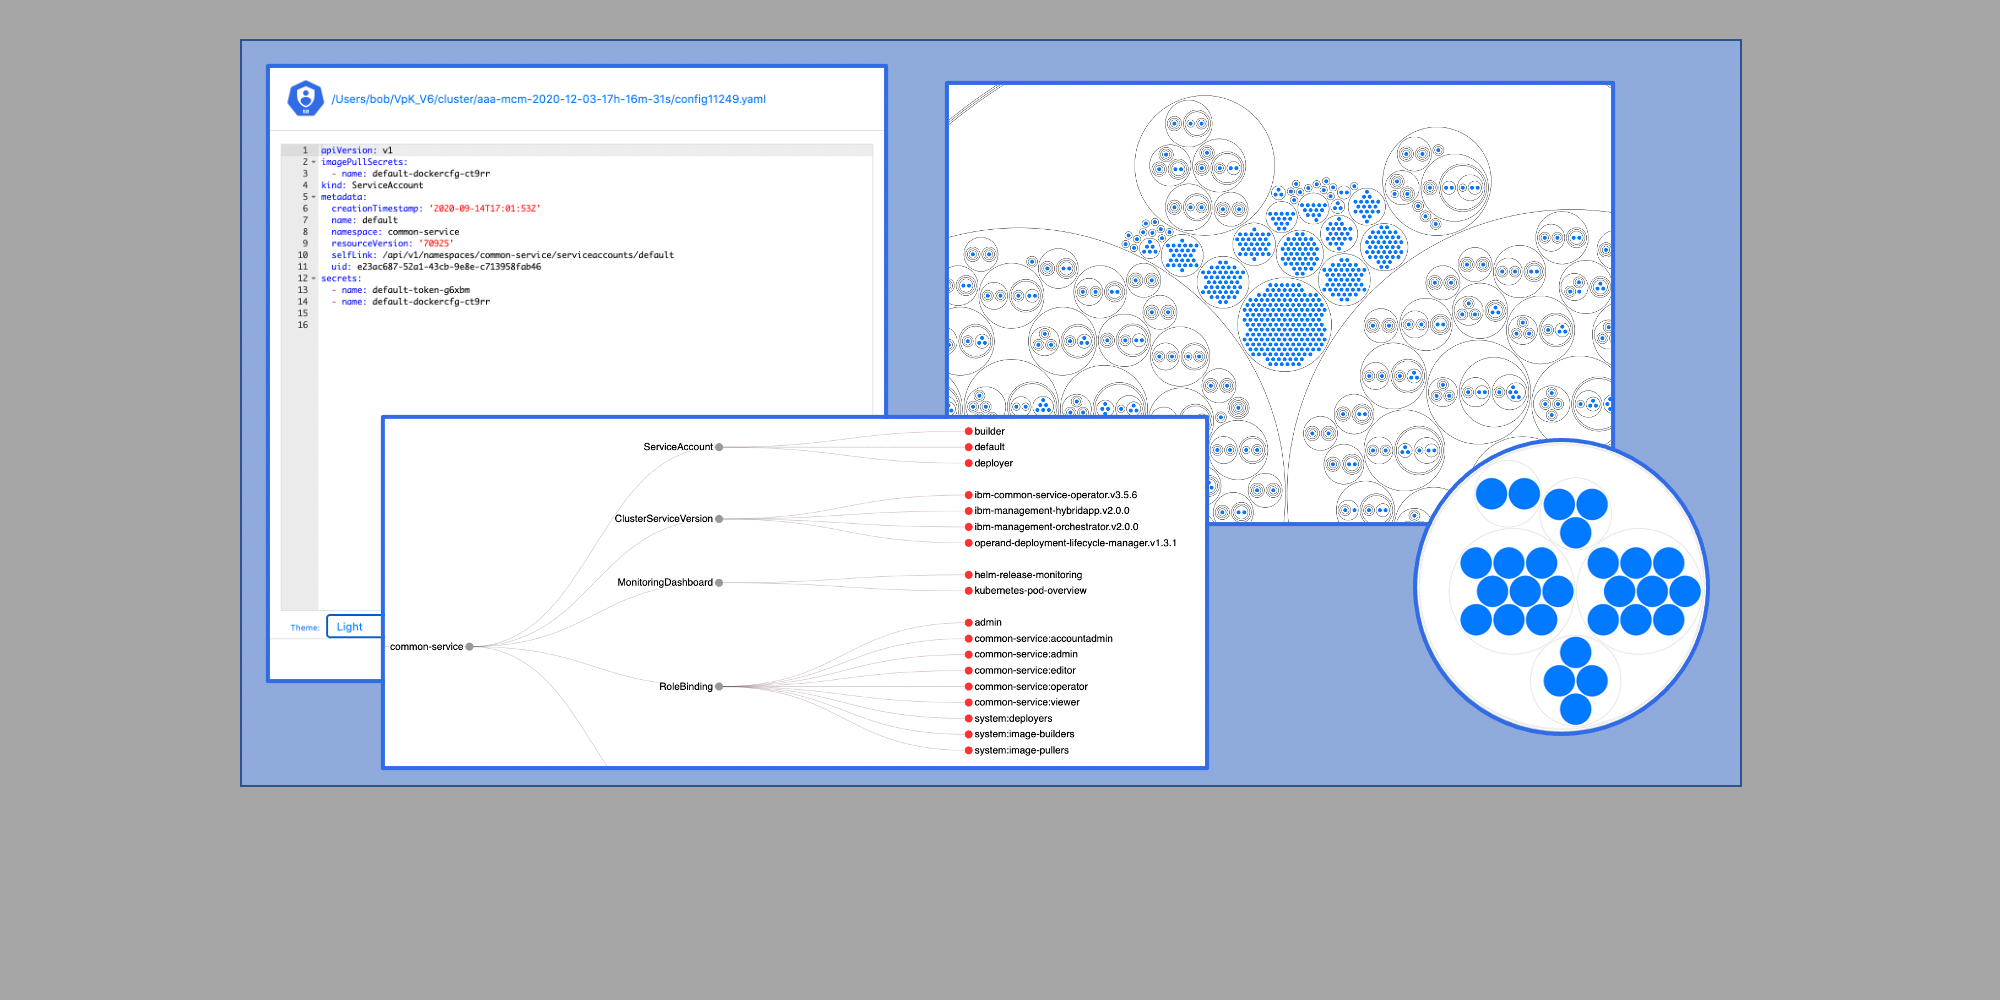 /Users/bob/VpK_V6/cluster/aaa-mcm-2020-12-03-17h-16m-31s/config11249.yaml
1 apiVersion: v1
2 imagePullSecrets:
3 - name: default-dockercfg-ct9rr
4 kind: ServiceAccount
5 metadata:
6 creationTimestamp: '2020-09-14T17:01:53Z'
7 name: default
8 namespace: common-service
9 resourceVersion: '70925'
10 selfLink: /api/v1/namespaces/common-service/serviceaccounts/default
11 uid: e23ac687-52a1-43cb-9e8e-c713958fab46
12 secrets:
13 - name: default-token-g6xbm
14 - name: default-dockercfg-ct9rr
15
16
Theme: Light
common-service
ServiceAccount
builder
default
deployer
ClusterServiceVersion
ibm-common-service-operator.v3.5.6
ibm-management-hybridapp.v2.0.0
ibm-management-orchestrator.v2.0.0
operand-deployment-lifecycle-manager.v1.3.1
MonitoringDashboard
helm-release-monitoring
kubernetes-pod-overview
RoleBinding
admin
common-service:accountadmin
common-service:admin
common-service:editor
common-service:operator
common-service:viewer
system:deployers
system:image-builders
system:image-pullers